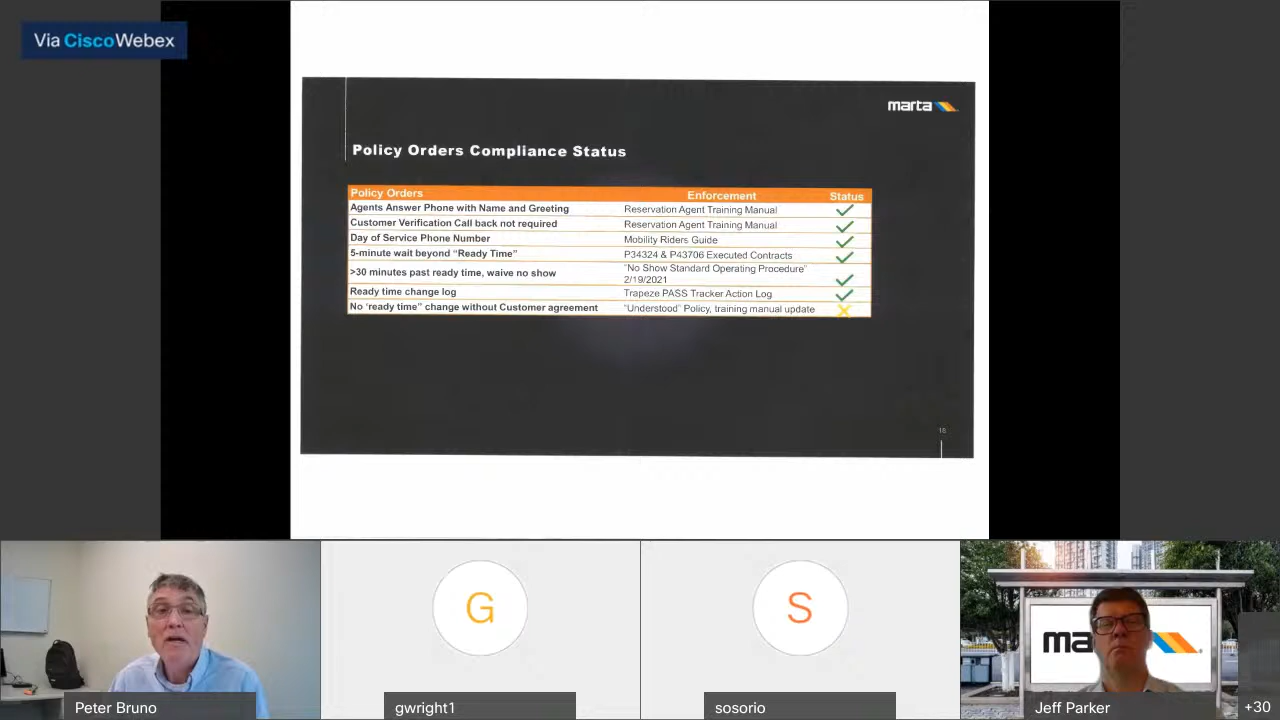 Via CiscoWebex
marta
Policy Orders Compliance Status
Policy Orders Enforcement Status
Agents Answer Phone with Name and Greeting Reservation Agent Training Manual
Customer Verification Call back not required Reservation Agent Training Manual
Day of Service Phone Number Mobility Riders Guide
5-minute wait beyond “Ready Time” P34324 & P43706 Executed Contracts
>30 minutes past ready time, waive no show “No Show Standard Operating Procedure”
2/19/2021
Ready time change log Trapeze PASS Tracker Action Log
No ‘ready time” change without Customer agreement “Understood” Policy, training manual update
G
S
ma
Peter Bruno
gwright1
sosorio
Jeff Parker
+30